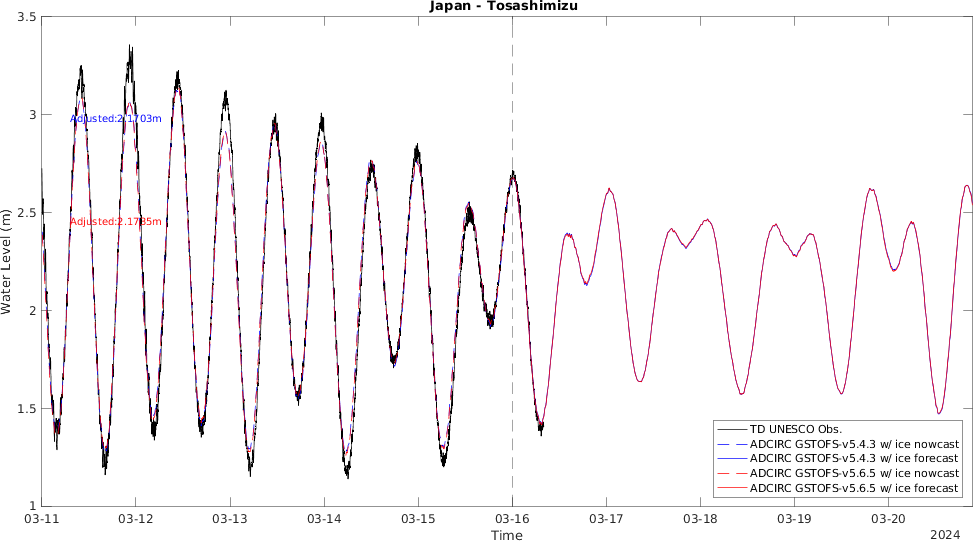 Japan - Tosashimizu
3.5
3
2.5
2
1.5
1
Water Level (m)
Adjusted:2.1703m
Adjusted:2.1785m
TD UNESCO Obs.
ADCIRC GSTOFS-v5.4.3 w/ ice nowcast
ADCIRC GSTOFS-v5.4.3 w/ ice forecast
ADCIRC GSTOFS-v5.6.5 w/ ice nowcast
ADCIRC GSTOFS-v5.6.5 w/ ice forecast
03-11 03-12 03-13 03-14 03-15 03-16 03-17 03-18 03-19 03-20
Time
2024